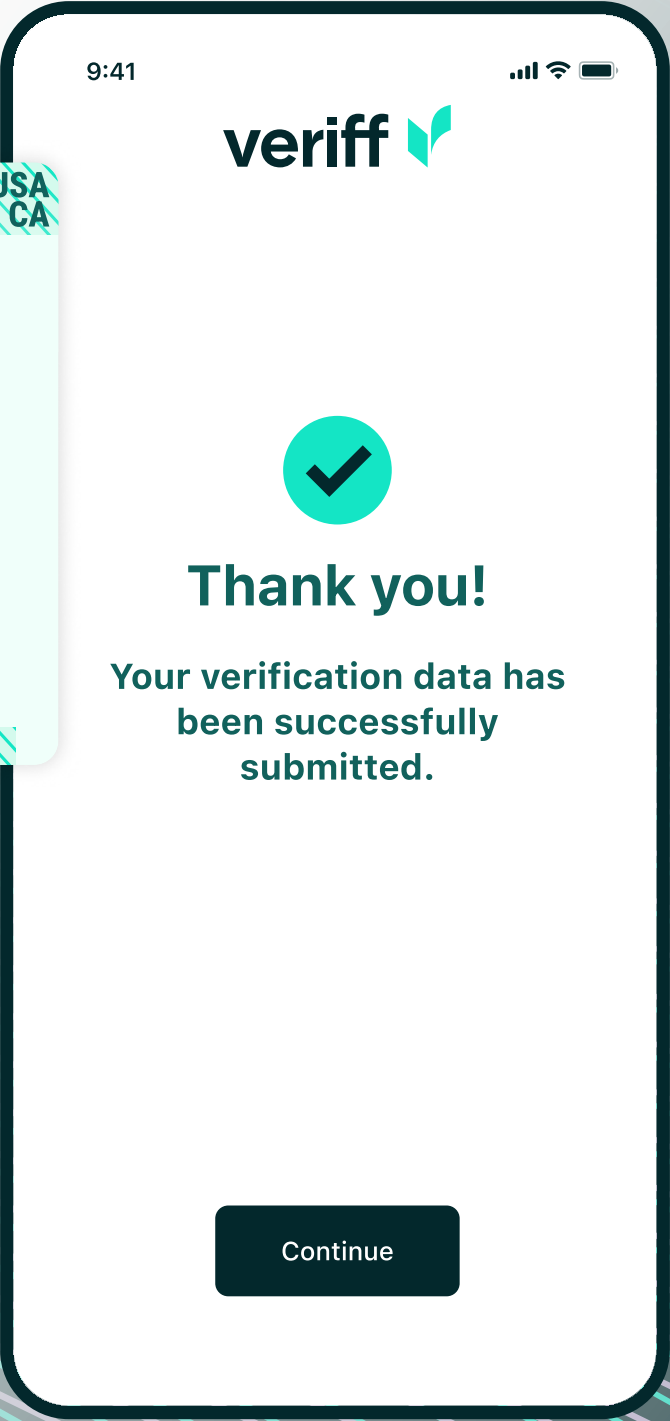 9:41
veriff
USA
CA
Thank you!
Your verification data has
been successfully
submitted.
Continue